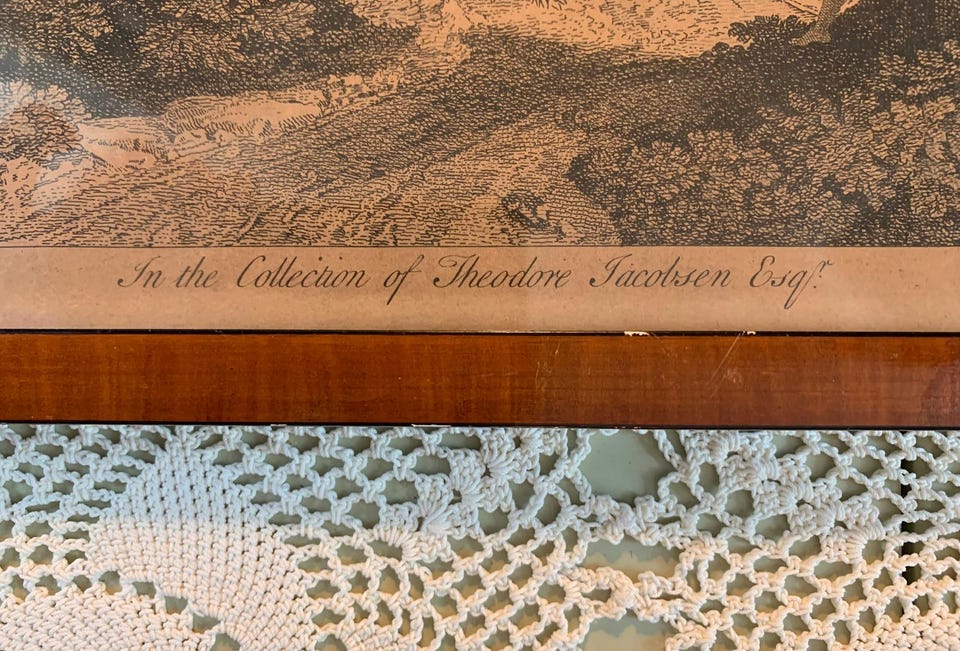 In the Collection of Theodore Jacobsen Esqr.